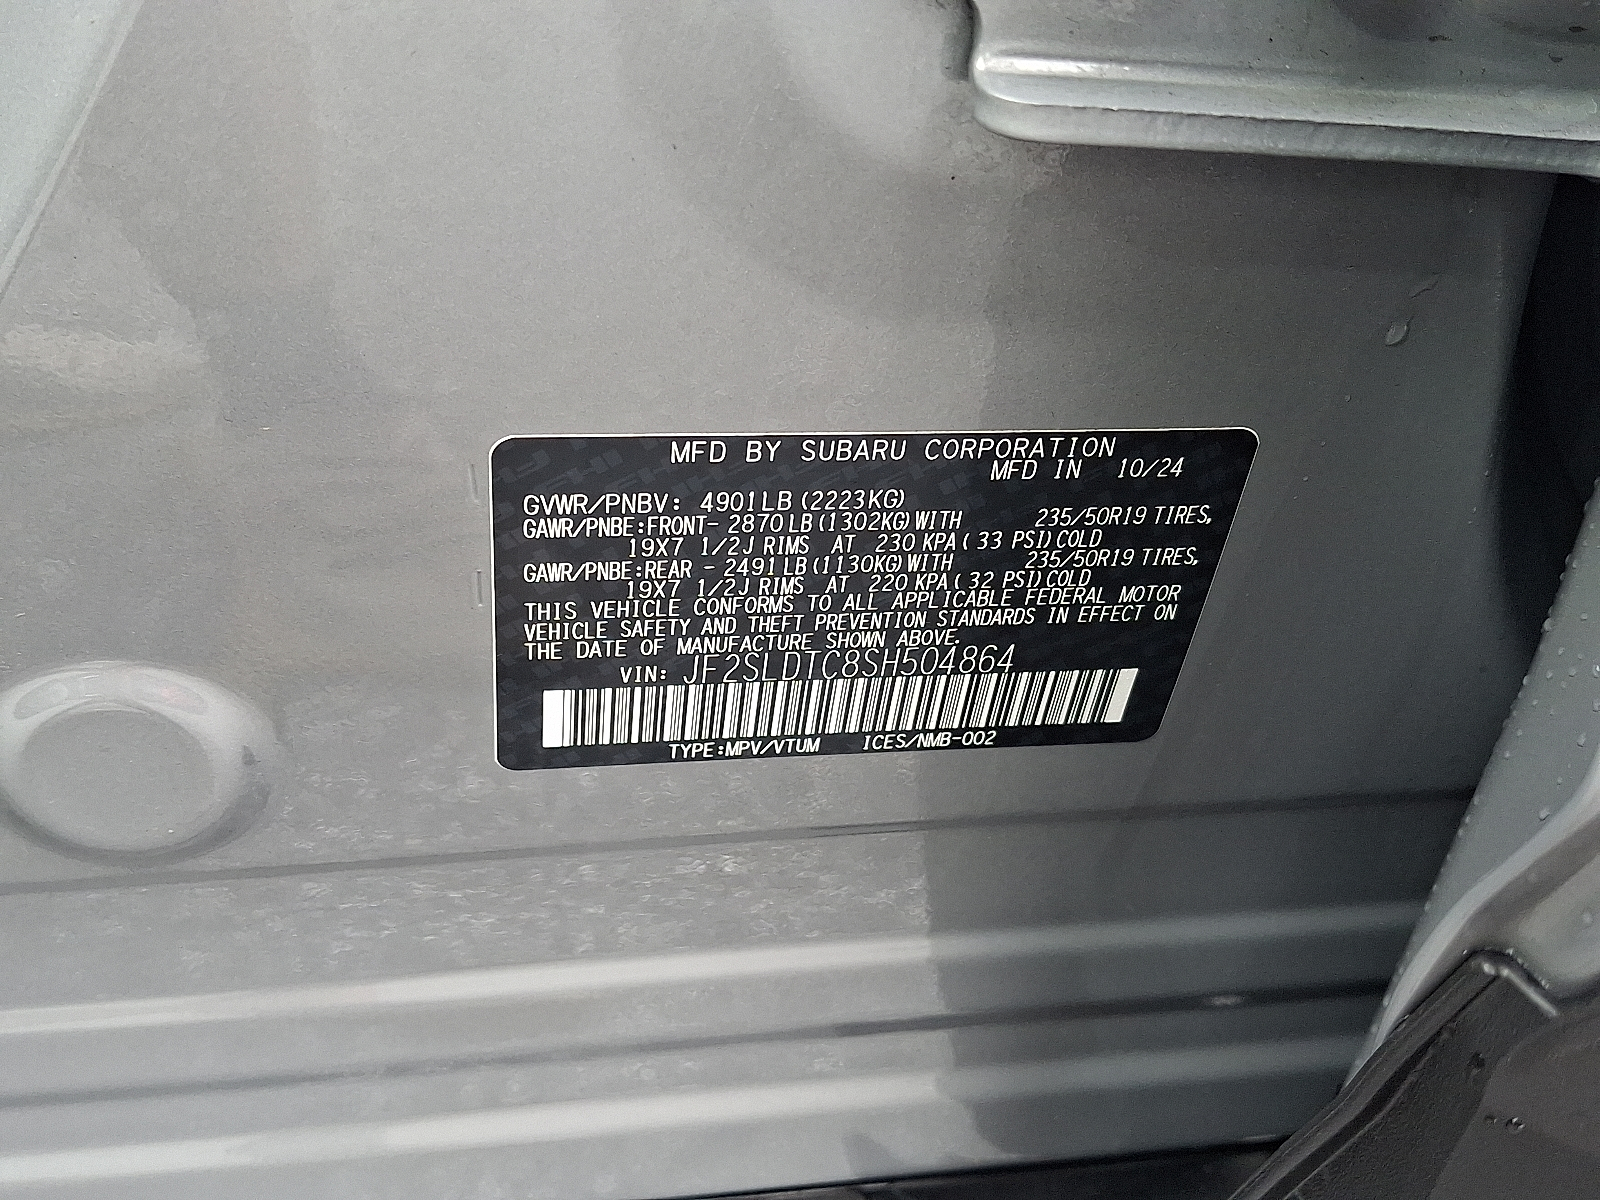 MFD BY SUBARU CORPORATION
MFD IN 10/24
GVWR/PNBV: 4901LB(2223KG)
GAWR/PNBE:FRONT- 2870LB(1302KG)WITH 235/50R19 TIRES,
19X7 1/2J RIMS AT 230 KPA( 33 PSI)COLD
GAWR/PNBE:REAR - 2491LB(1130KG)WITH 235/50R19 TIRES,
19X7 1/2J RIMS AT 220 KPA( 32 PSI)COLD
THIS VEHICLE CONFORMS TO ALL APPLICABLE FEDERAL MOTOR
VEHICLE SAFETY AND THEFT PREVENTION STANDARDS IN EFFECT ON
THE DATE OF MANUFACTURE SHOWN ABOVE.
VIN: JF2SLDTC8SH504864
TYPE:MPV/VTUM ICES/NMB-002